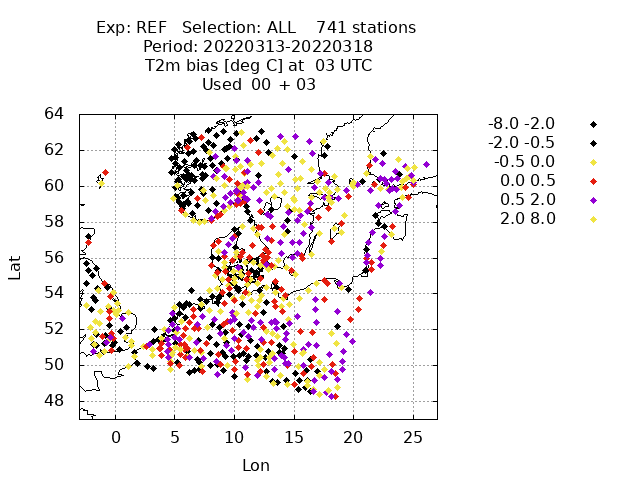 Exp: REF Selection: ALL 741 stations
Period: 20220313-20220318
T2m bias [deg C] at 03 UTC
Used 00 + 03
64
62
60
58
56
54
52
50
48
Lat
0 5 10 15 20 25
Lon
-8.0 -2.0
-2.0 -0.5
-0.5 0.0
0.0 0.5
0.5 2.0
2.0 8.0